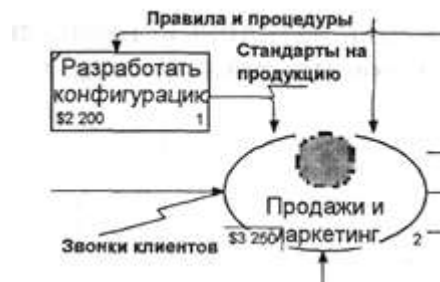 Правила и процедуры
Стандарты на
продукцию
Разработать
конфигурацию
$2 200 1
Продажи и
маркетинг
$3 250 2
Звонки клиентов